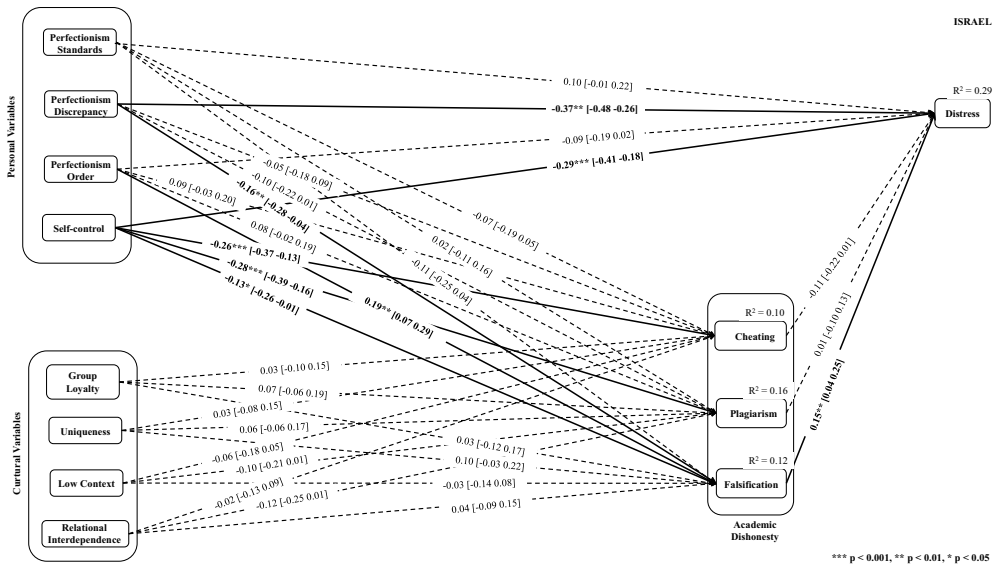 ISRAEL
Personal Variables
Perfectionism
Standards
Perfectionism
Discrepancy
Perfectionism
Order
Self-control
0.10 [-0.01 0.22]
-0.37** [-0.48 -0.26]
-0.09 [-0.19 0.02]
-0.29*** [-0.41 -0.18]
R² = 0.29
Distress
-0.05 [-0.18 0.09]
-0.10 [-0.22 0.01]
-0.16** [-0.28 -0.04]
0.09 [-0.03 0.20]
0.08 [-0.02 0.19]
-0.07 [-0.19 0.05]
0.02 [-0.11 0.16]
-0.11 [-0.25 0.04]
-0.26*** [-0.37 -0.13]
-0.28*** [-0.39 -0.16]
-0.13* [-0.26 -0.01]
0.19** [0.07 0.29]
-0.11 [-0.22 0.01]
0.01 [-0.10 0.13]
0.15** [0.04 0.25]
R² = 0.10
Cheating
R² = 0.16
Plagiarism
R² = 0.12
Falsification
Academic
Dishonesty
Curtural Variables
Group
Loyalty
Uniqueness
Low Context
Relational
Interdependence
0.03 [-0.10 0.15]
0.07 [-0.06 0.19]
0.03 [-0.08 0.15]
0.06 [-0.06 0.17]
-0.06 [-0.18 0.05]
-0.10 [-0.21 0.01]
-0.02 [-0.13 0.09]
-0.12 [-0.25 0.01]
0.03 [-0.12 0.17]
0.10 [-0.03 0.22]
-0.03 [-0.14 0.08]
0.04 [-0.09 0.15]
*** p < 0.001, ** p < 0.01, * p < 0.05